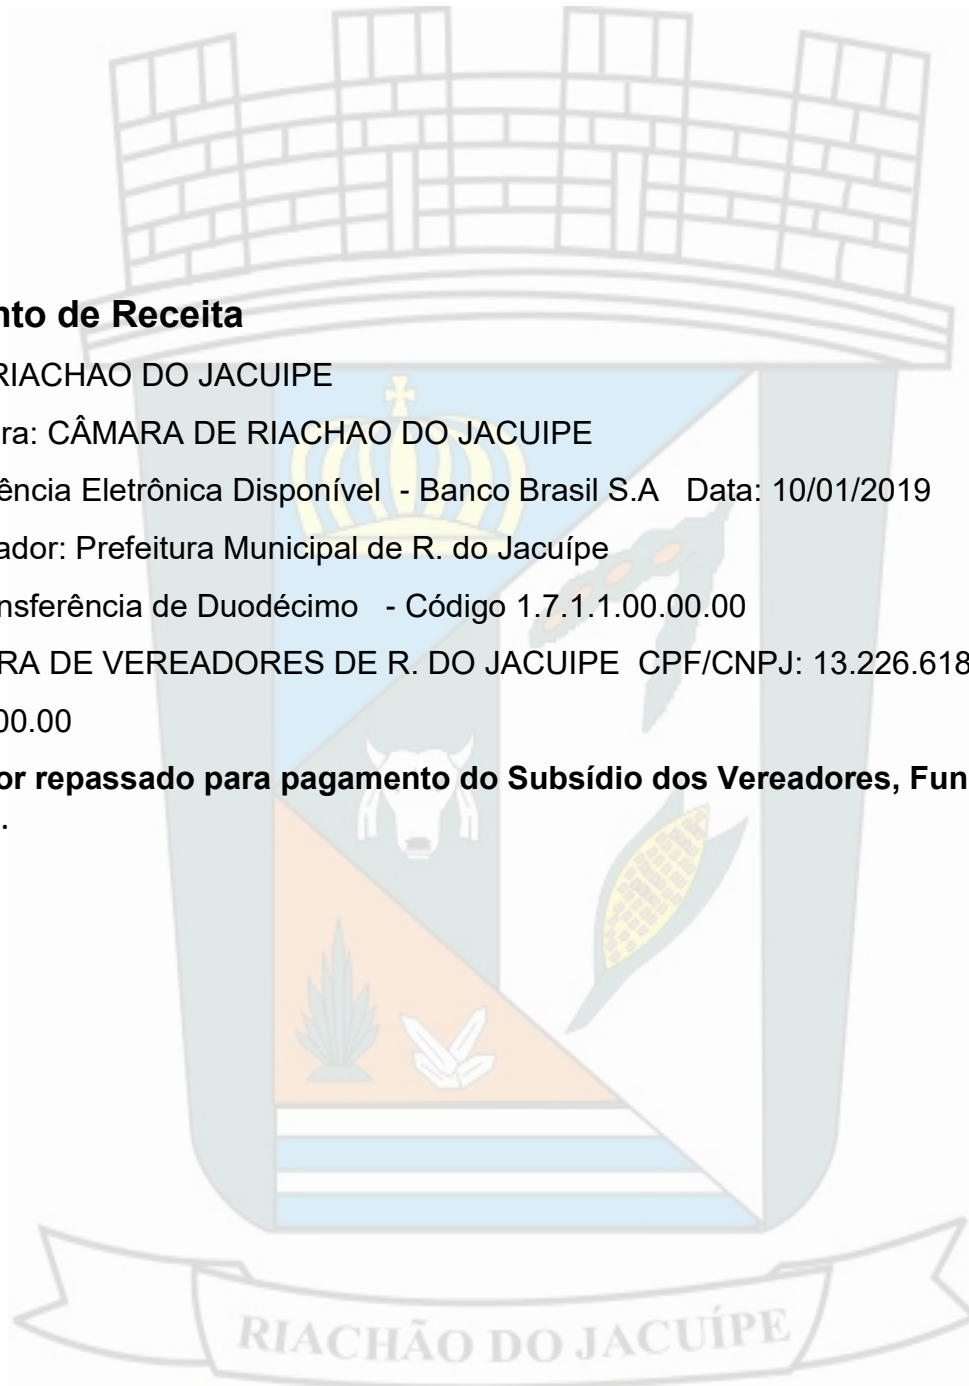 nto de Receita
RIACHAO DO JACUIPE
ra: CÂMARA DE RIACHAO DO JACUIPE
ência Eletrônica Disponível - Banco Brasil S.A Data: 10/01/2019
ador: Prefeitura Municipal de R. do Jacuípe
nsferência de Duodécimo - Código 1.7.1.1.00.00.00
RA DE VEREADORES DE R. DO JACUIPE CPF/CNPJ: 13.226.618
00.00
or repassado para pagamento do Subsídio dos Vereadores, Fun
.
RIACHÃO DO JACUÍPE